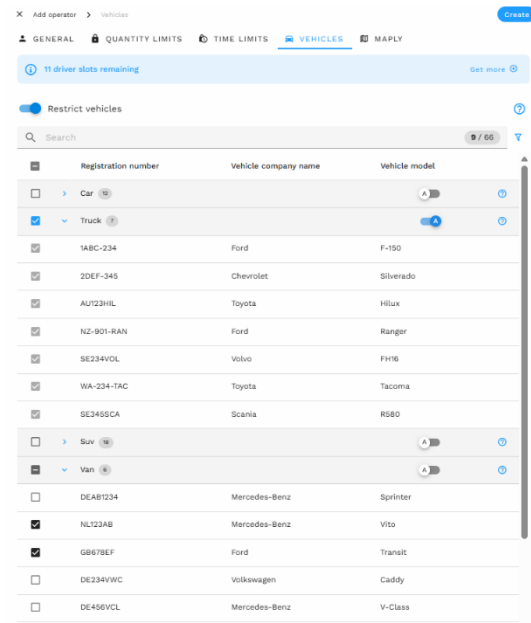 Add operator > Vehicles
Create
GENERAL QUANTITY LIMITS TIME LIMITS VEHICLES MAPLY
11 driver slots remaining Get more
Restrict vehicles
Search 9 / 66
Registration number Vehicle company name Vehicle model
Car 12 A
Truck 7 A
1ABC-234 Ford F-150
2DEF-345 Chevrolet Silverado
AU123HIL Toyota Hilux
NZ-901-RAN Ford Ranger
SE234VOL Volvo FH16
WA-234-TAC Toyota Tacoma
SE345SCA Scania R580
Suv 18 A
Van 6 A
DEAB1234 Mercedes-Benz Sprinter
NL123AB Mercedes-Benz Vito
GB678EF Ford Transit
DE234VWC Volkswagen Caddy
DE456VCL Mercedes-Benz V-Class